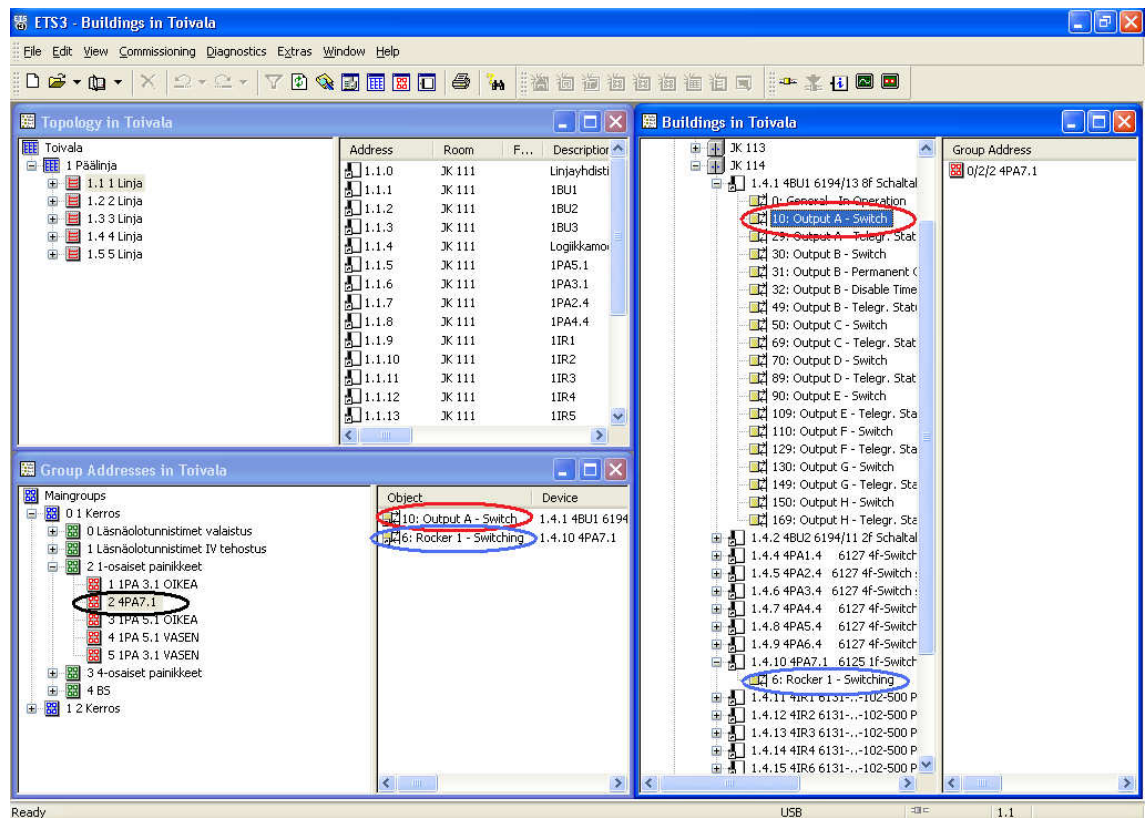 ETS3 - Buildings in Toivala
File Edit View Commissioning Diagnostics Extras Window Help
Topology in Toivala
Toivala
1 Päälinja
1.1 1 Linja
1.2 2 Linja
1.3 3 Linja
1.4 4 Linja
1.5 5 Linja
Address Room F... Description
1.1.0 JK 111 Linjayhdisti
1.1.1 JK 111 1BU1
1.1.2 JK 111 1BU2
1.1.3 JK 111 1BU3
1.1.4 JK 111 Logiikkamo
1.1.5 JK 111 1PA5.1
1.1.6 JK 111 1PA3.1
1.1.7 JK 111 1PA2.4
1.1.8 JK 111 1PA4.4
1.1.9 JK 111 1IR1
1.1.10 JK 111 1IR2
1.1.11 JK 111 1IR3
1.1.12 JK 111 1IR4
1.1.13 JK 111 1IR5
Group Addresses in Toivala
Maingroups
0 1 Kerros
0 Läsnäolotunnistimet valaistus
1 Läsnäolotunnistimet IV tehostus
2 1-osaiset painikkeet
1 1PA 3.1 OIKEA
2 4PA7.1
3 1PA 5.1 OIKEA
4 1PA 5.1 VASEN
5 1PA 3.1 VASEN
3 4-osaiset painikkeet
4 BS
1 2 Kerros
Object Device
10: Output A - Switch 1.4.1 4BU1 6194
6: Rocker 1 - Switching 1.4.10 4PA7.1
Buildings in Toivala
JK 113
JK 114
1.4.1 4BU1 6194/13 8f Schaltal
0: General - In Operation
10: Output A - Switch
29: Output A - Telegr. Stat
30: Output B - Switch
31: Output B - Permanent
32: Output B - Disable Time
49: Output B - Telegr. Stat
50: Output C - Switch
69: Output C - Telegr. Stat
70: Output D - Switch
89: Output D - Telegr. Stat
90: Output E - Switch
109: Output E - Telegr. Sta
110: Output F - Switch
129: Output F - Telegr. Sta
130: Output G - Switch
149: Output G - Telegr. Sta
150: Output H - Switch
169: Output H - Telegr. Sta
1.4.2 4BU2 6194/11 2f Schaltal
1.4.4 4PA1.4 6127 4f-Switch
1.4.5 4PA2.4 6127 4f-Switch
1.4.6 4PA3.4 6127 4f-Switch
1.4.7 4PA4.4 6127 4f-Switch
1.4.8 4PA5.4 6127 4f-Switch
1.4.9 4PA6.4 6127 4f-Switch
1.4.10 4PA7.1 6125 1f-Switch
6: Rocker 1 - Switching
1.4.11 4IR1 6131-..-102-500 P
1.4.12 4IR2 6131-..-102-500 P
1.4.13 4IR3 6131-..-102-500 P
1.4.14 4IR4 6131-..-102-500 P
1.4.15 4IR6 6131-..-102-500 P
Group Address
0/2/2 4PA7.1
Ready USB 1.1